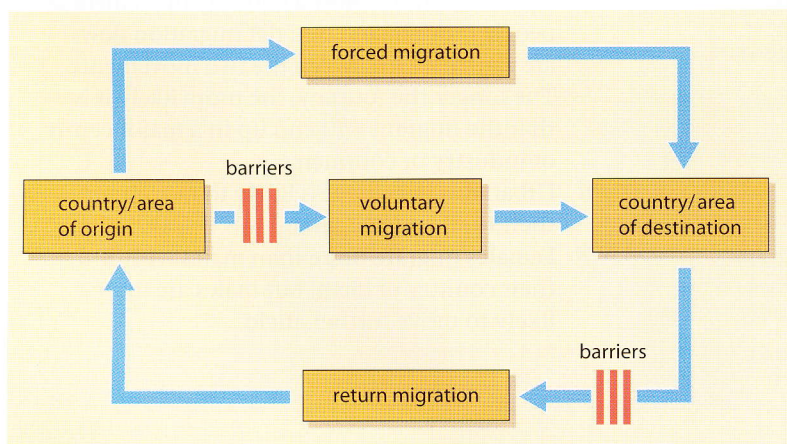 forced migration
barriers
country/area
of origin
voluntary
migration
country/area
of destination
barriers
return migration